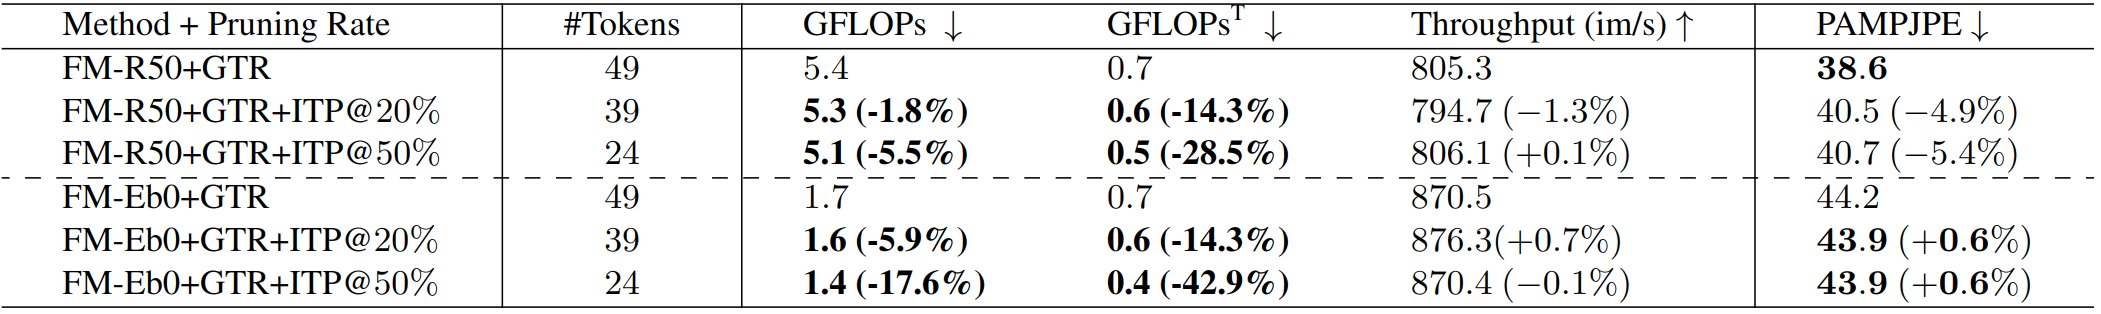 Method + Pruning Rate #Tokens GFLOPs ↓ GFLOPsᵀ ↓ Throughput (im/s) ↑ PAMPJPE ↓
FM-R50+GTR 49 5.4 0.7 805.3 38.6
FM-R50+GTR+ITP@20% 39 5.3 (-1.8%) 0.6 (-14.3%) 794.7 (−1.3%) 40.5 (−4.9%)
FM-R50+GTR+ITP@50% 24 5.1 (-5.5%) 0.5 (-28.5%) 806.1 (+0.1%) 40.7 (−5.4%)
FM-Eb0+GTR 49 1.7 0.7 870.5 44.2
FM-Eb0+GTR+ITP@20% 39 1.6 (-5.9%) 0.6 (-14.3%) 876.3(+0.7%) 43.9 (+0.6%)
FM-Eb0+GTR+ITP@50% 24 1.4 (-17.6%) 0.4 (-42.9%) 870.4 (−0.1%) 43.9 (+0.6%)